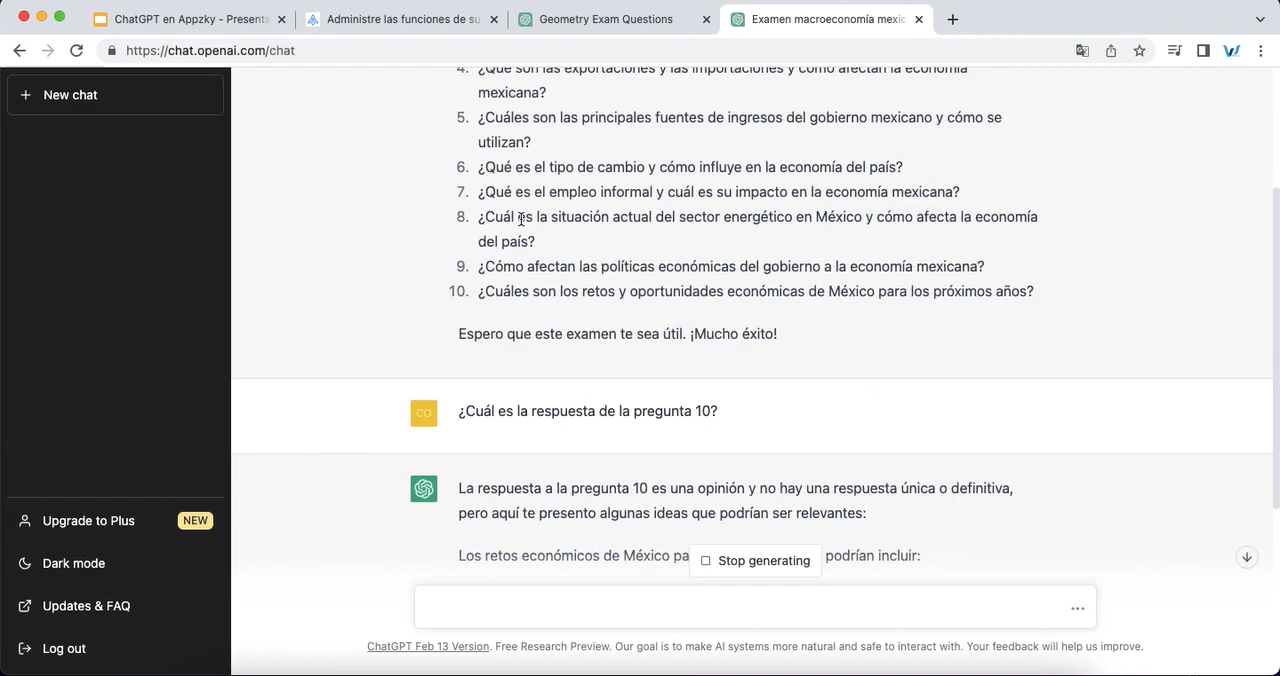 ChatGPT en Appzky - Presenta
Administre las funciones de su
Geometry Exam Questions
Examen macroeconomía mexic
https://chat.openai.com/chat
New chat
4. ¿Qué son las exportaciones y las importaciones y cómo afectan la economía
mexicana?
5. ¿Cuáles son las principales fuentes de ingresos del gobierno mexicano y cómo se
utilizan?
6. ¿Qué es el tipo de cambio y cómo influye en la economía del país?
7. ¿Qué es el empleo informal y cuál es su impacto en la economía mexicana?
8. ¿Cuál es la situación actual del sector energético en México y cómo afecta la economía
del país?
9. ¿Cómo afectan las políticas económicas del gobierno a la economía mexicana?
10. ¿Cuáles son los retos y oportunidades económicas de México para los próximos años?
Espero que este examen te sea útil. ¡Mucho éxito!
CO
¿Cuál es la respuesta de la pregunta 10?
La respuesta a la pregunta 10 es una opinión y no hay una respuesta única o definitiva,
pero aquí te presento algunas ideas que podrían ser relevantes:
Los retos económicos de México pa podrían incluir:
Stop generating
Upgrade to Plus NEW
Dark mode
Updates & FAQ
Log out
ChatGPT Feb 13 Version. Free Research Preview. Our goal is to make AI systems more natural and safe to interact with. Your feedback will help us improve.